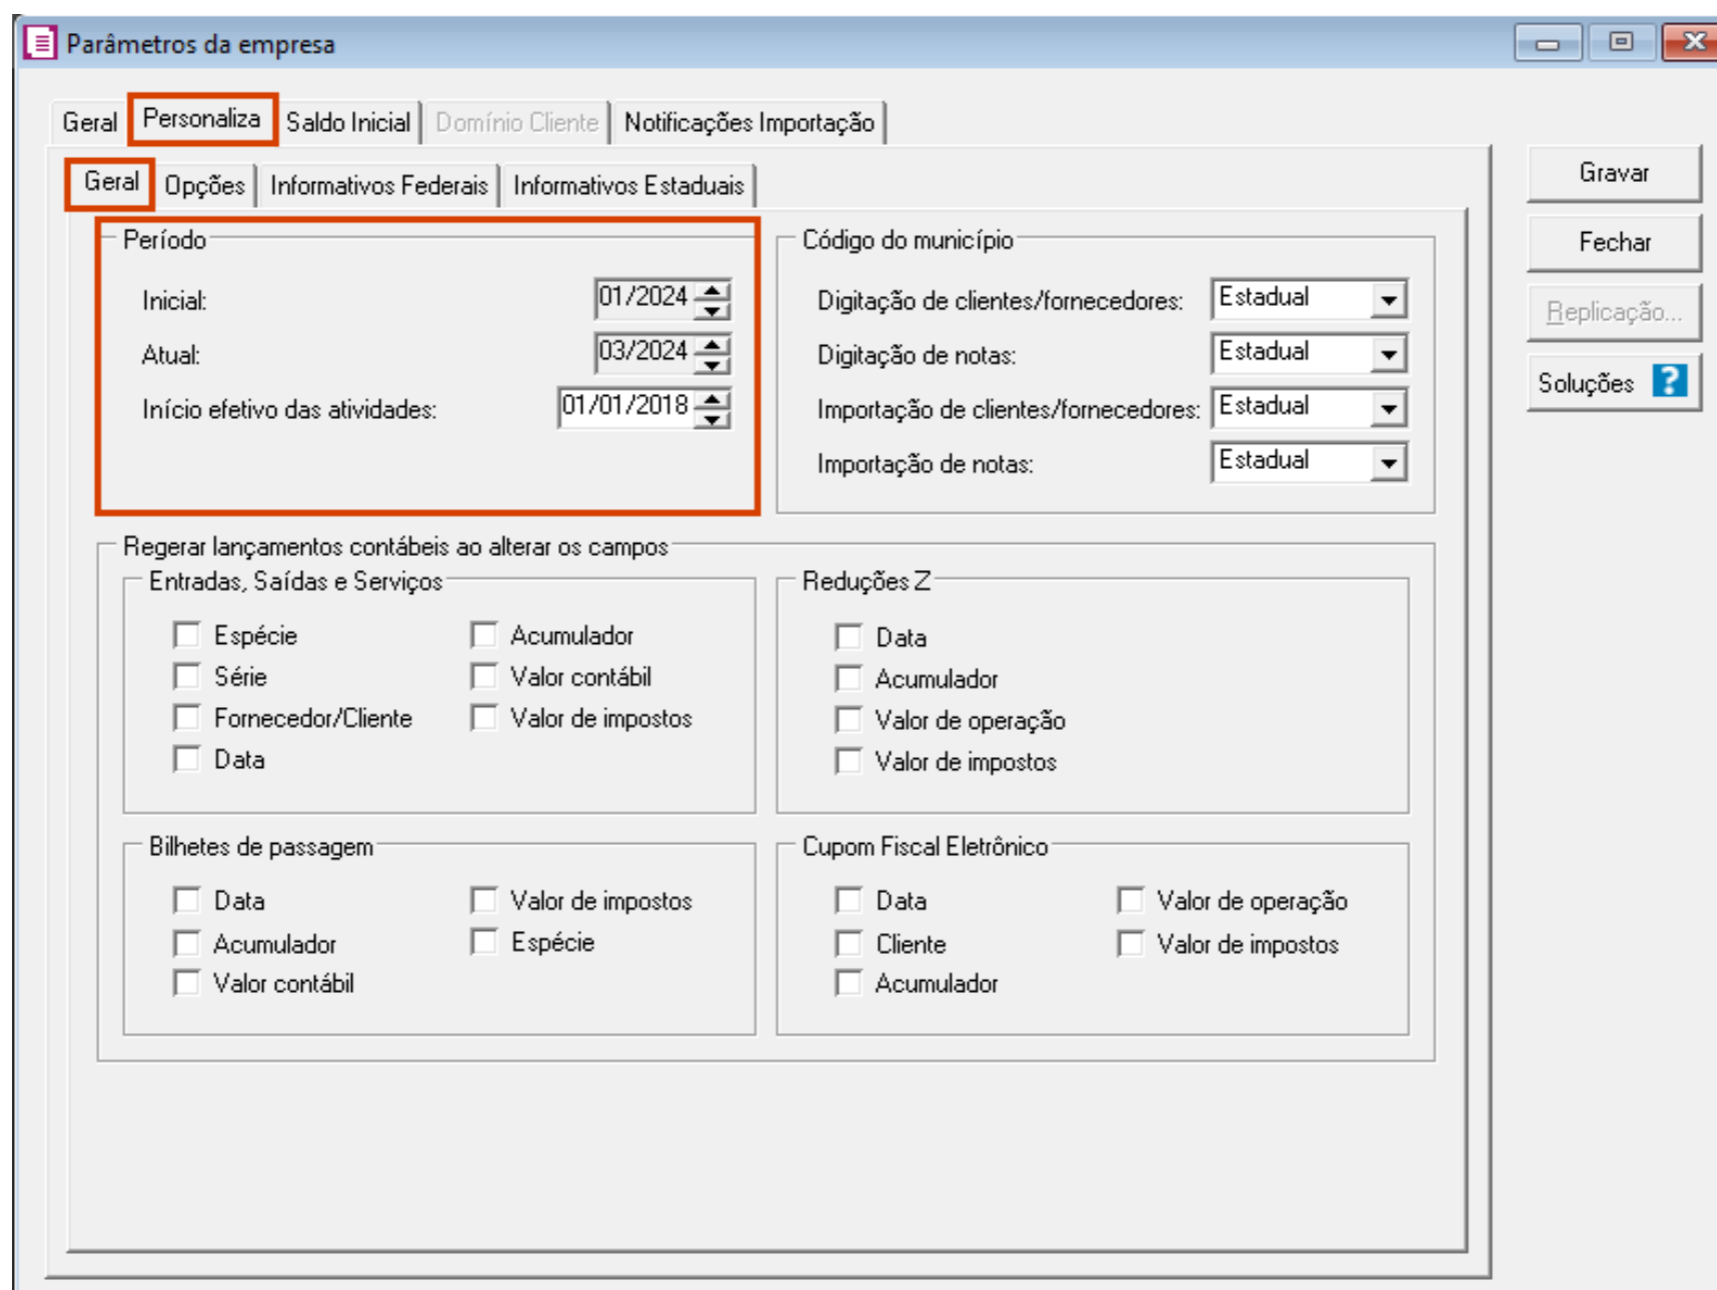 Parâmetros da empresa
Geral Personaliza Saldo Inicial Domínio Cliente Notificações Importação
Geral Opções Informativos Federais Informativos Estaduais
Gravar
Fechar
Replicação...
Soluções ?
Período
Inicial: 01/2024
Atual: 03/2024
Início efetivo das atividades: 01/01/2018
Código do município
Digitação de clientes/fornecedores: Estadual
Digitação de notas: Estadual
Importação de clientes/fornecedores: Estadual
Importação de notas: Estadual
Regerar lançamentos contábeis ao alterar os campos
Entradas, Saídas e Serviços
Espécie Acumulador
Série Valor contábil
Fornecedor/Cliente Valor de impostos
Data
Reduções Z
Data
Acumulador
Valor de operação
Valor de impostos
Bilhetes de passagem
Data Valor de impostos
Acumulador Espécie
Valor contábil
Cupom Fiscal Eletrônico
Data Valor de operação
Cliente Valor de impostos
Acumulador